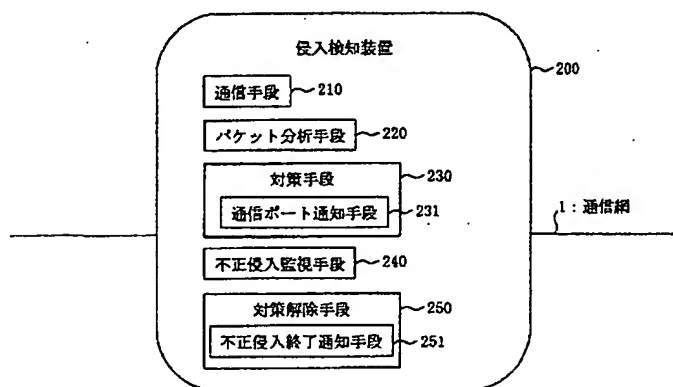 侵入検知装置
200
通信手段 210
パケット分析手段 220
対策手段 230
通信ポート通知手段 231
1：通信網
不正侵入監視手段 240
対策解除手段 250
不正侵入終了通知手段 251